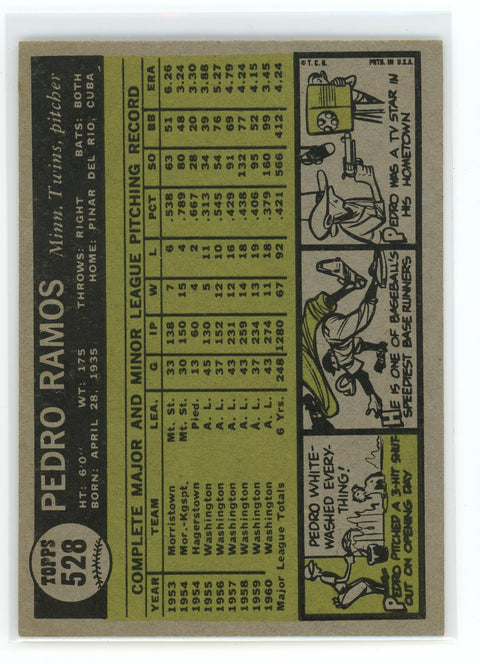 TOPPS
528
PEDRO RAMOS
Minn. Twins, pitcher
HT: 6'0" WT: 175 THROWS: RIGHT BATS: BOTH
BORN: APRIL 28, 1935 HOME: PINAR DEL RIO, CUBA
COMPLETE MAJOR AND MINOR LEAGUE PITCHING RECORD
YEAR TEAM LEA. G IP W L PCT SO BB ERA
1953 Morristown Mt. St. 33 138 7 6 .538 63 51 6.26
1954 Mor.-Kgspt. Mt. St. 30 150 15 4 .789 80 48 3.24
1954 Hagerstown Pied. 13 60 4 2 .667 28 20 3.30
1955 Washington A. L. 45 130 5 11 .313 34 39 3.88
1956 Washington A. L. 37 152 12 10 .545 54 76 5.27
1957 Washington A. L. 43 231 12 16 .429 91 69 4.79
1958 Washington A. L. 43 259 14 18 .438 132 77 4.24
1959 Washington A. L. 37 234 13 19 .406 95 52 4.15
1960 Washington A. L. 43 274 11 18 .379 160 99 3.45
Major League Totals 6 Yrs. 248 1280 67 92 .421 566 412 4.24
PEDRO WHITE-
WASHED EVERY-
THING!
PEDRO PITCHED A 3-HIT SHUT-
OUT ON OPENING DAY
HE IS ONE OF BASEBALL'S
SPEEDIEST BASE RUNNERS
© T. C. G. PRTD. IN U.S.A.
PEDRO WAS A TV STAR IN
HIS HOMETOWN